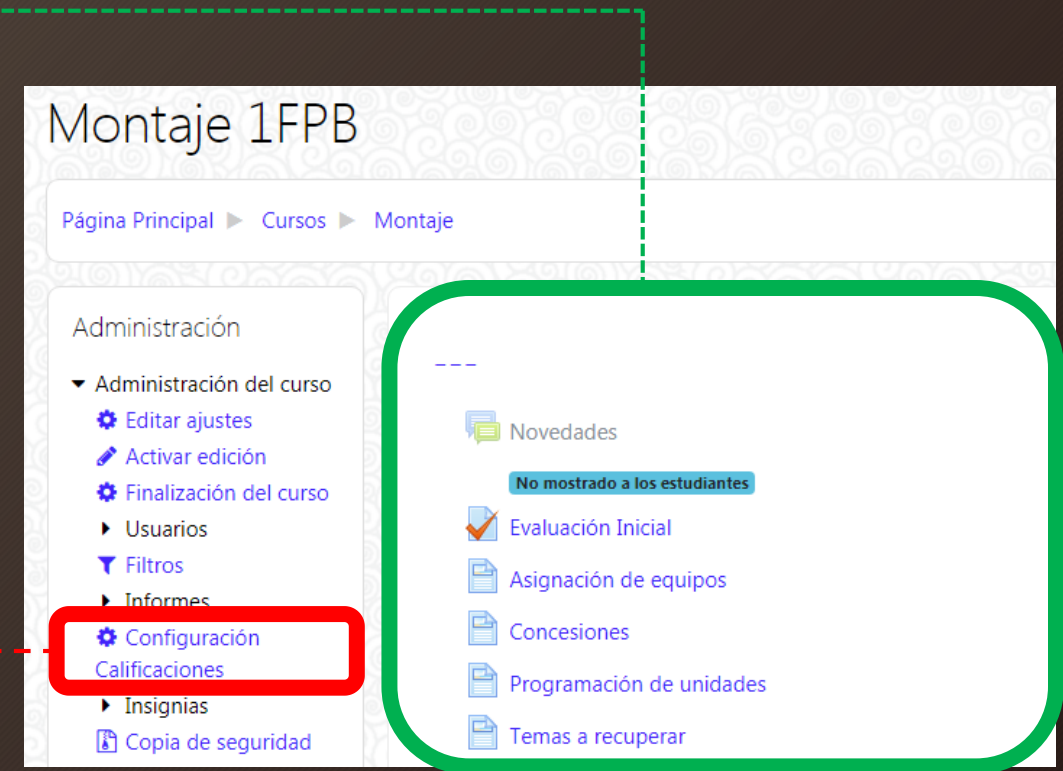 Montaje 1FPB
Página Principal ▶ Cursos ▶ Montaje
Administración
Administración del curso
Editar ajustes
Activar edición
Finalización del curso
Usuarios
Filtros
Informes
Configuración
Calificaciones
Insignias
Copia de seguridad
---
Novedades
No mostrado a los estudiantes
Evaluación Inicial
Asignación de equipos
Concesiones
Programación de unidades
Temas a recuperar